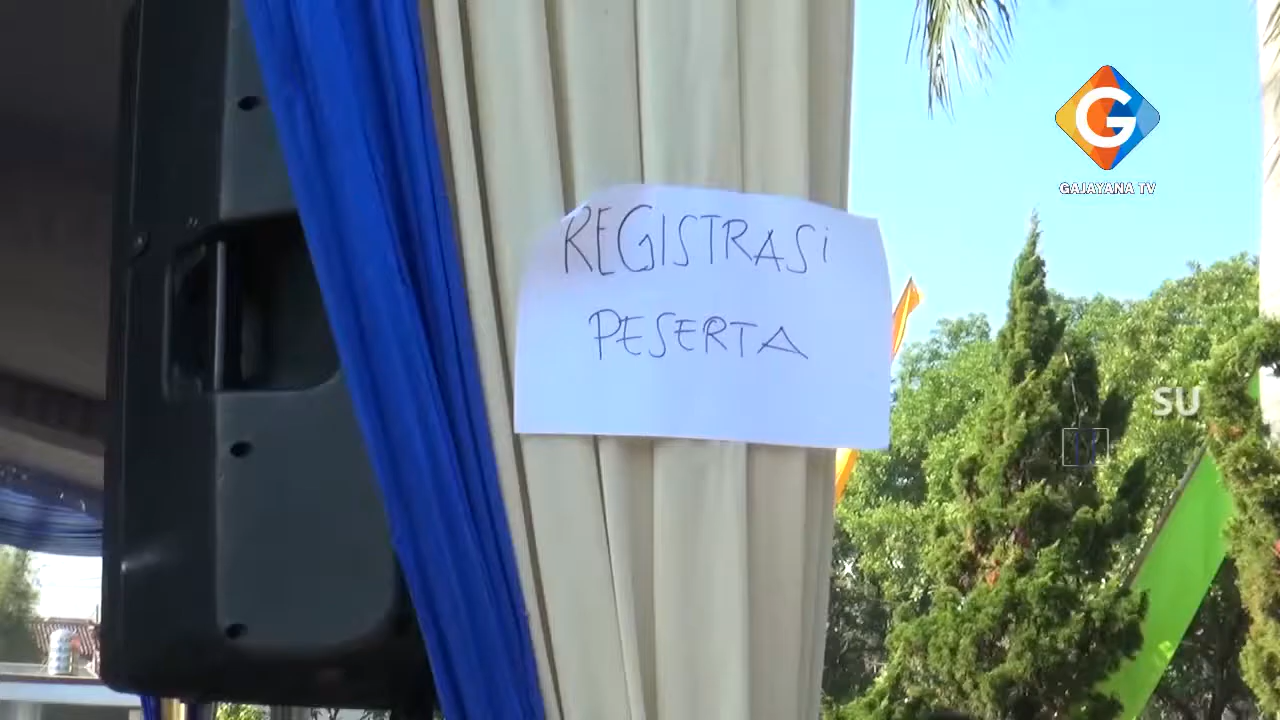 REGISTRASi
PESERTA
G
GAJAYANA TV
SU